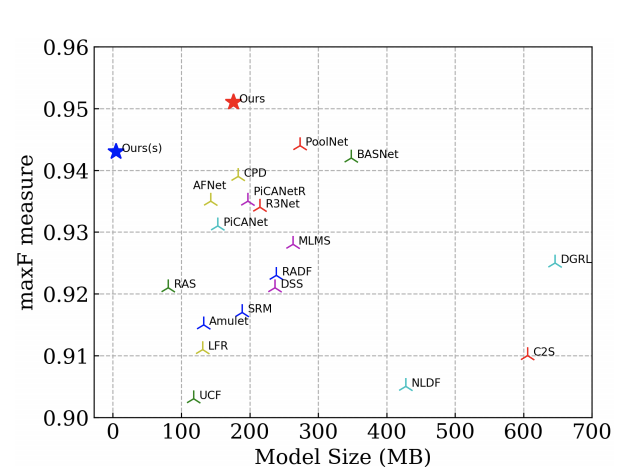 0.96
0.95
0.94
0.93
0.92
0.91
0.90
maxF measure
Ours
Ours(s)
PoolNet
BASNet
CPD
AFNet
PiCANetR
R3Net
PiCANet
MLMS
DGRL
RADF
RAS
DSS
SRM
Amulet
LFR
C2S
NLDF
UCF
0 100 200 300 400 500 600 700
Model Size (MB)